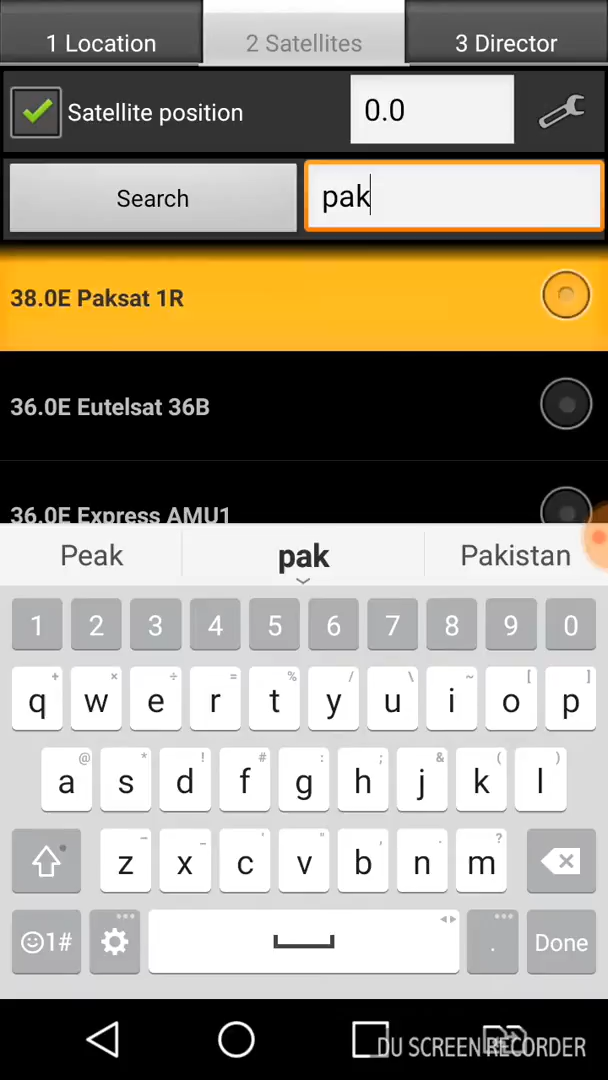 1 Location 2 Satellites 3 Director
Satellite position 0.0
Search pak
38.0E Paksat 1R
36.0E Eutelsat 36B
36.0E Express AMU1
Peak pak Pakistan
1 2 3 4 5 6 7 8 9 0
+ × ÷ = % / \ ~ [ ]
q w e r t y u i o p
@ * ! # : ; & ( )
a s d f g h j k l
- _ ' " , . ?
z x c v b n m
1# . Done
DU SCREEN RECORDER